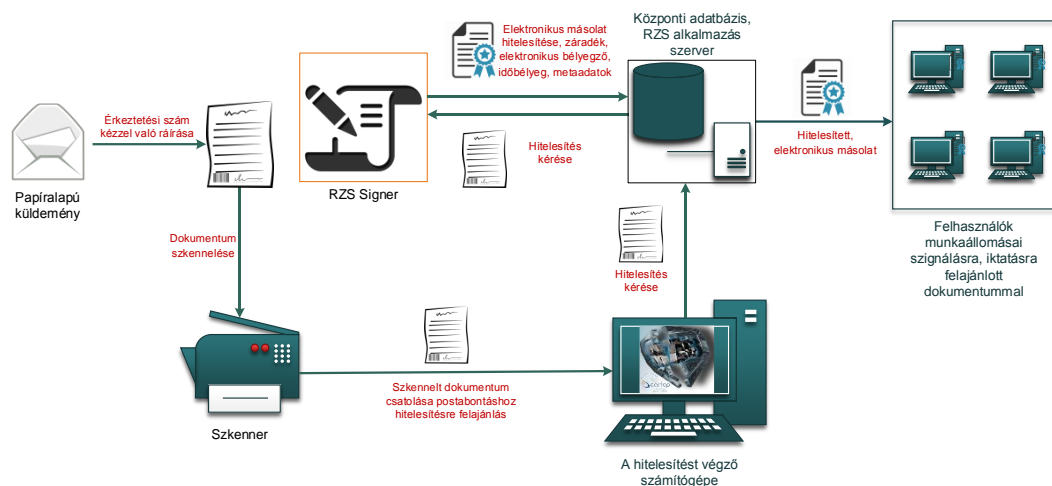 Elektronikus másolat
hitelesítése, záradék,
elektronikus bélyegző,
időbélyeg, metaadatok
Központi adatbázis,
RZS alkalmazás
szerver
Érkeztetési szám
kézzel való ráírása
Hitelesítés
kérése
Hitelesített,
elektronikus másolat
Papíralapú
küldemény
RZS Signer
Dokumentum
szkennelése
Hitelesítés
kérése
Felhasználók
munkaállomásai
szignálásra, iktatásra
felajánlott
dokumentummal
Szkennelt dokumentum
csatolása postabontáshoz
hitelesítésre felajánlás
Szkenner
A hitelesítést végző
számítógépe